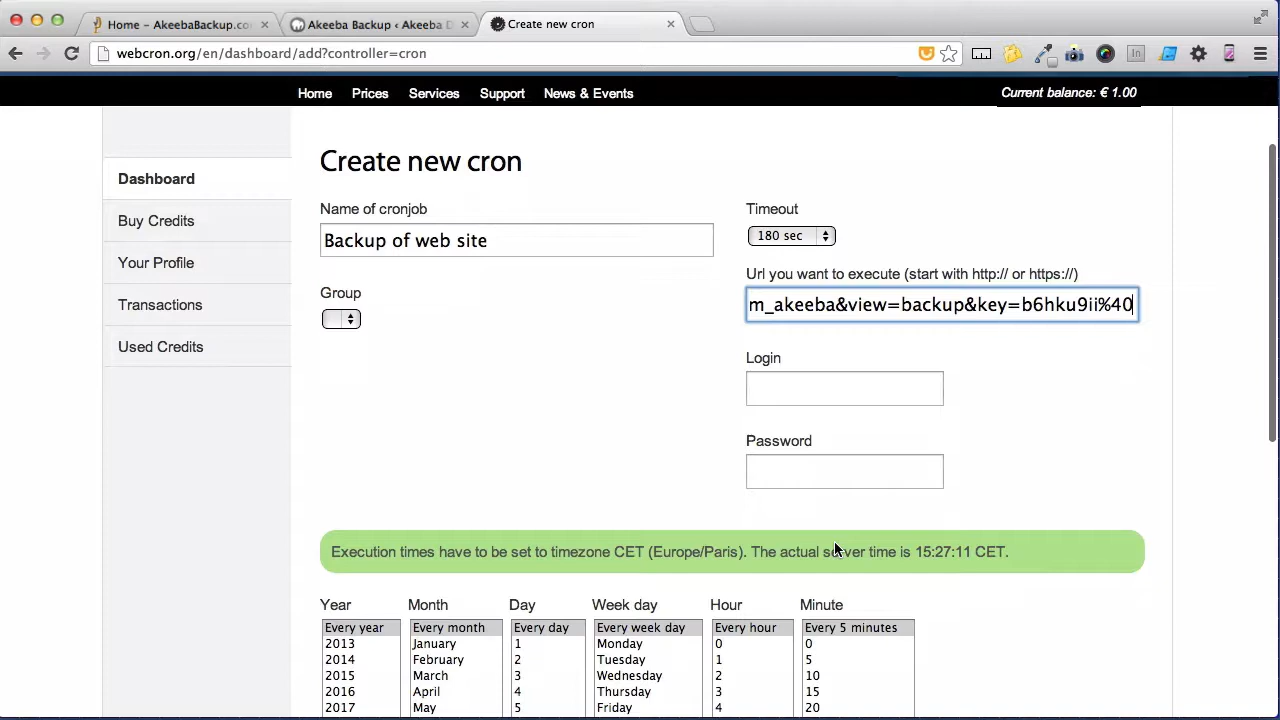 Home – AkeebaBackup.co
Akeeba Backup ‹ Akeeba D
Create new cron
webcron.org/en/dashboard/add?controller=cron
Home Prices Services Support News & Events
Current balance: € 1.00
Dashboard
Buy Credits
Your Profile
Transactions
Used Credits
Create new cron
Name of cronjob
Backup of web site
Group
Timeout
180 sec
Url you want to execute (start with http:// or https://)
m_akeeba&view=backup&key=b6hku9ii%40
Login
Password
Execution times have to be set to timezone CET (Europe/Paris). The actual server time is 15:27:11 CET.
Year Month Day Week day Hour Minute
Every year Every month Every day Every week day Every hour Every 5 minutes
2013 January 1 Monday 0 0
2014 February 2 Tuesday 1 5
2015 March 3 Wednesday 2 10
2016 April 4 Thursday 3 15
2017 May 5 Friday 4 20